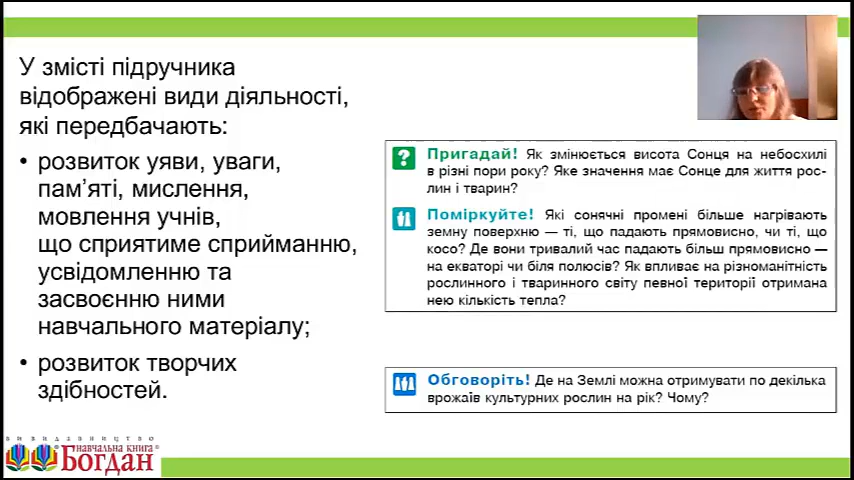 У змісті підручника
відображені види діяльності,
які передбачають:
• розвиток уяви, уваги,
пам'яті, мислення,
мовлення учнів,
що сприятиме сприйманню,
усвідомленню та
засвоєнню ними
навчального матеріалу;
• розвиток творчих
здібностей.
Пригадай! Як змінюється висота Сонця на небосхилі
в різні пори року? Яке значення має Сонце для життя рос-
лин і тварин?
Поміркуйте! Які сонячні промені більше нагрівають
земну поверхню — ті, що падають прямовисно, чи ті, що
косо? Де вони тривалий час падають більш прямовисно —
на екваторі чи біля полюсів? Як впливає на різноманітність
рослинного і тваринного світу певної території отримана
нею кількість тепла?
Обговоріть! Де на Землі можна отримувати по декілька
врожаїв культурних рослин на рік? Чому?
видавництво
навчальна книга
Богдан